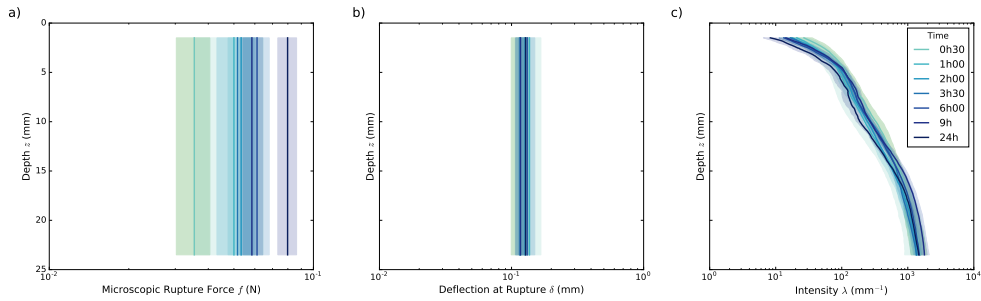 a)
0
5
10
15
20
25
Depth z (mm)
10⁻²
10⁻¹
Microscopic Rupture Force f (N)
b)
Depth z (mm)
10⁻²
10⁻¹
10⁰
Deflection at Rupture δ (mm)
c)
Depth z (mm)
Time
0h30
1h00
2h00
3h30
6h00
9h
24h
10⁰
10¹
10²
10³
10⁴
Intensity λ (mm⁻¹)